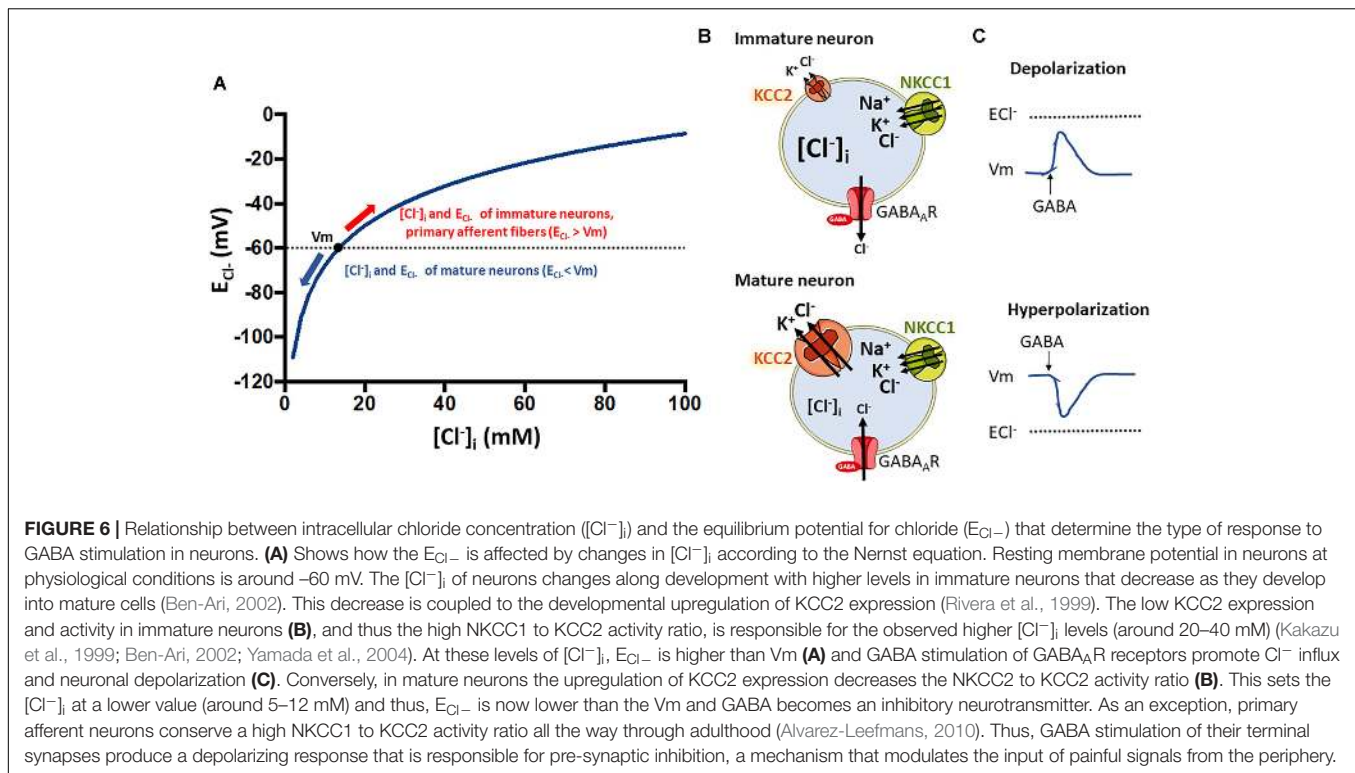 A
0
-20
-40
-60
-80
-100
-120
E_Cl- (mV)
Vm
[Cl⁻]ᵢ and E_Cl- of immature neurons,
primary afferent fibers (E_Cl- > Vm)
[Cl⁻]ᵢ and E_Cl- of mature neurons (E_Cl- < Vm)
0 20 40 60 80 100
[Cl⁻]ᵢ (mM)
B
Immature neuron
K⁺ Cl⁻
KCC2
NKCC1
Na⁺
K⁺
Cl⁻
[Cl⁻]ᵢ
GABA
GABA_AR
Cl⁻
Mature neuron
K⁺ Cl⁻
KCC2
NKCC1
Na⁺
K⁺
Cl⁻
[Cl⁻]ᵢ
Cl⁻
GABA
GABA_AR
C
Depolarization
ECl⁻
Vm
GABA
Hyperpolarization
GABA
Vm
ECl⁻
FIGURE 6 | Relationship between intracellular chloride concentration ([Cl⁻]ᵢ) and the equilibrium potential for chloride (E_Cl−) that determine the type of response to
GABA stimulation in neurons. (A) Shows how the E_Cl− is affected by changes in [Cl⁻]ᵢ according to the Nernst equation. Resting membrane potential in neurons at
physiological conditions is around –60 mV. The [Cl⁻]ᵢ of neurons changes along development with higher levels in immature neurons that decrease as they develop
into mature cells (Ben-Ari, 2002). This decrease is coupled to the developmental upregulation of KCC2 expression (Rivera et al., 1999). The low KCC2 expression
and activity in immature neurons (B), and thus the high NKCC1 to KCC2 activity ratio, is responsible for the observed higher [Cl⁻]ᵢ levels (around 20–40 mM) (Kakazu
et al., 1999; Ben-Ari, 2002; Yamada et al., 2004). At these levels of [Cl⁻]ᵢ, E_Cl− is higher than Vm (A) and GABA stimulation of GABA_AR receptors promote Cl⁻ influx
and neuronal depolarization (C). Conversely, in mature neurons the upregulation of KCC2 expression decreases the NKCC2 to KCC2 activity ratio (B). This sets the
[Cl⁻]ᵢ at a lower value (around 5–12 mM) and thus, E_Cl− is now lower than the Vm and GABA becomes an inhibitory neurotransmitter. As an exception, primary
afferent neurons conserve a high NKCC1 to KCC2 activity ratio all the way through adulthood (Alvarez-Leefmans, 2010). Thus, GABA stimulation of their terminal
synapses produce a depolarizing response that is responsible for pre-synaptic inhibition, a mechanism that modulates the input of painful signals from the periphery.